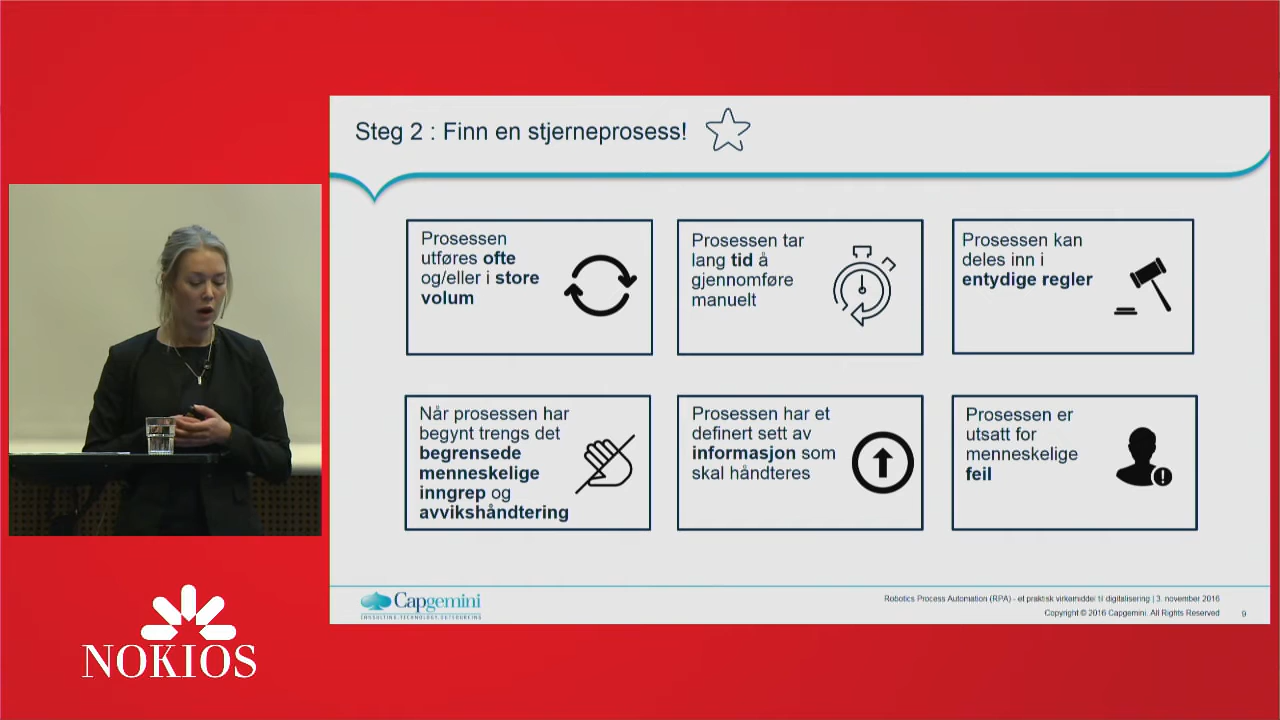 Steg 2 : Finn en stjerneprosess!
Prosessen
utføres ofte
og/eller i store
volum
Prosessen tar
lang tid å
gjennomføre
manuelt
Prosessen kan
deles inn i
entydige regler
Når prosessen har
begynt trengs det
begrensede
menneskelige
inngrep og
avvikshåndtering
Prosessen har et
definert sett av
informasjon som
skal håndteres
Prosessen er
utsatt for
menneskelige
feil
Capgemini
CONSULTING.TECHNOLOGY.OUTSOURCING
Robotics Process Automation (RPA) - et praktisk virkemiddel til digitalisering | 3. november 2016
Copyright © 2016 Capgemini. All Rights Reserved
9
NOKIOS